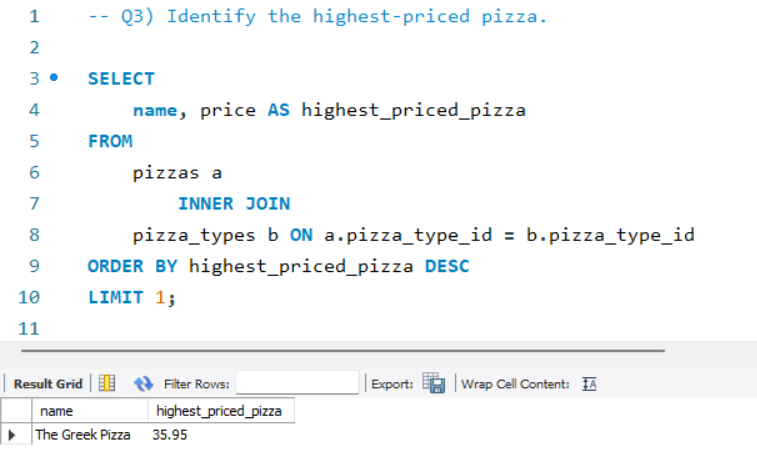 1 -- Q3) Identify the highest-priced pizza.
2
3 SELECT
4 name, price AS highest_priced_pizza
5 FROM
6 pizzas a
7 INNER JOIN
8 pizza_types b ON a.pizza_type_id = b.pizza_type_id
9 ORDER BY highest_priced_pizza DESC
10 LIMIT 1;
11
Result Grid Filter Rows: Export: Wrap Cell Content: IA
name highest_priced_pizza
The Greek Pizza 35.95